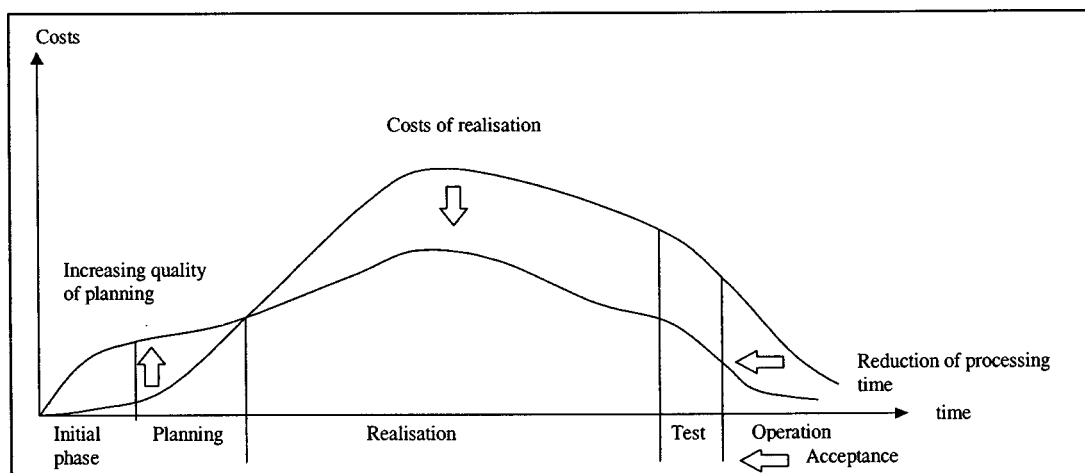 Costs
Costs of realisation
Increasing quality
of planning
Reduction of processing
time
time
Initial
phase
Planning
Realisation
Test
Operation
Acceptance